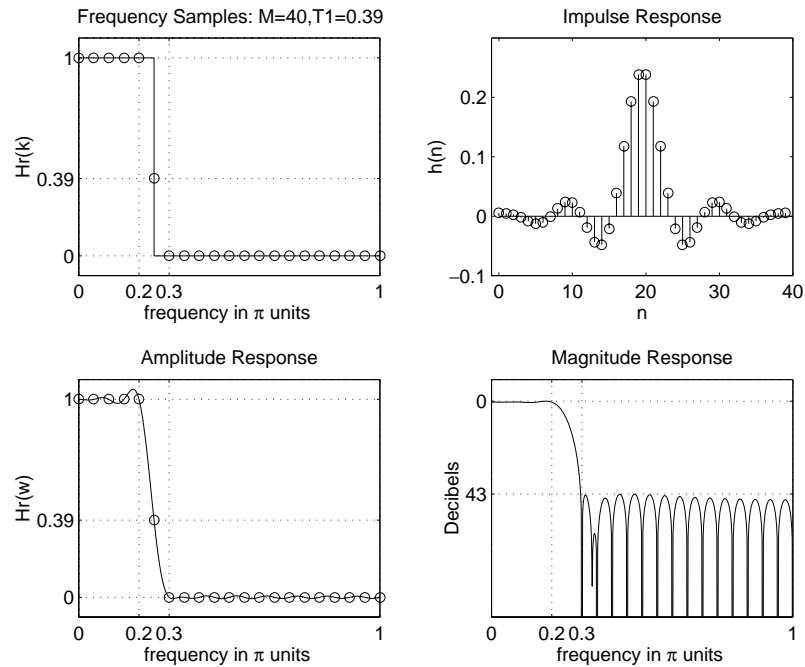 Frequency Samples: M=40,T1=0.39
Hr(k)
1
0.39
0
0 0.2 0.3 1
frequency in π units
Impulse Response
h(n)
0.2
0.1
0
−0.1
0 10 20 30 40
n
Amplitude Response
Hr(w)
1
0.39
0
0 0.2 0.3 1
frequency in π units
Magnitude Response
Decibels
0
43
0 0.2 0.3 1
frequency in π units